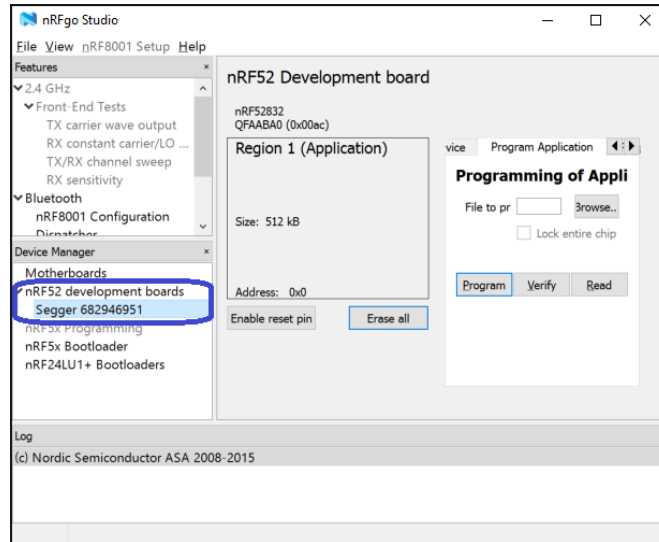 nRFgo Studio
File View nRF8001 Setup Help
Features
2.4 GHz
Front-End Tests
TX carrier wave output
RX constant carrier/LO ...
TX/RX channel sweep
RX sensitivity
Bluetooth
nRF8001 Configuration
Dispatcher
Device Manager
Motherboards
nRF52 development boards
Segger 682946951
nRF5x Programming
nRF5x Bootloader
nRF24LU1+ Bootloaders
nRF52 Development board
nRF52832
QFAABA0 (0x00ac)
Region 1 (Application)
Size: 512 kB
Address: 0x0
Enable reset pin Erase all
vice Program Application
Programming of Appli
File to pr 3rowse..
Lock entire chip
Program Verify Read
Log
(c) Nordic Semiconductor ASA 2008-2015